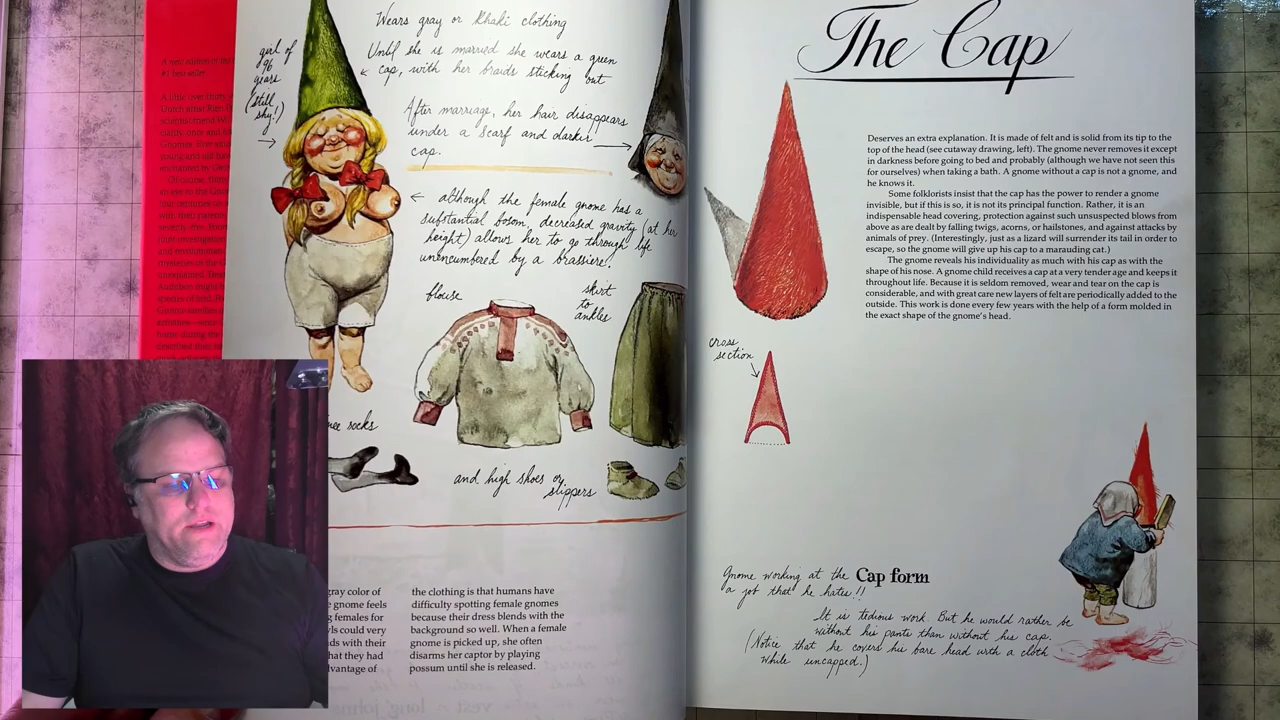 girl of
96
years
(still
shy!)
Wears gray or Khaki clothing
Until she is married she wears a green
cap, with her braids sticking out
After marriage, her hair disappears
under a scarf and darker
cap.
although the female gnome has a
substantial bosom, decreased gravity (at her
height) allows her to go through life
unencumbered by a brassiere!
blouse
skirt
to
ankles
socks
and high shoes or
slippers
gray color of
gnome feels
females for
could very
with their
that they had
the clothing is that humans have
difficulty spotting female gnomes
because their dress blends with the
background so well. When a female
gnome is picked up, she often
disarms her captor by playing
possum until she is released.
The Cap
Deserves an extra explanation. It is made of felt and is solid from its tip to the
top of the head (see cutaway drawing, left). The gnome never removes it except
in darkness before going to bed and probably (although we have not seen this
for ourselves) when taking a bath. A gnome without a cap is not a gnome, and
he knows it.
Some folklorists insist that the cap has the power to render a gnome
invisible, but if this is so, it is not its principal function. Rather, it is an
indispensable head covering, protection against such unsuspected blows from
above as are dealt by falling twigs, acorns, or hailstones, and against attacks by
animals of prey. (Interestingly, just as a lizard will surrender its tail in order to
escape, so the gnome will give up his cap to a marauding cat.)
The gnome reveals his individuality as much with his cap as with the
shape of his nose. A gnome child receives a cap at a very tender age and keeps it
throughout life. Because it is seldom removed, wear and tear on the cap is
considerable, and with great care new layers of felt are periodically added to the
outside. This work is done every few years with the help of a form molded in
the exact shape of the gnome's head.
cross
section
Gnome working at the Cap form
a job that he hates!!
It is tedious work. But he would rather be
without his pants than without his cap.
(Notice that he covers his bare head with a cloth
while uncapped.)